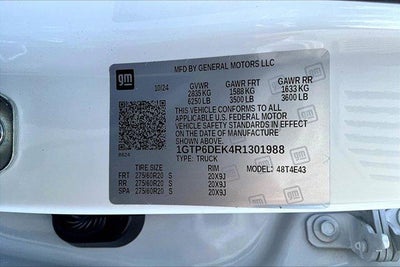 gm
MFD BY GENERAL MOTORS LLC
10/24 GVWR GAWR FRT GAWR RR
2835 KG 1588 KG 1633 KG
6250 LB 3500 LB 3600 LB
THIS VEHICLE CONFORMS TO ALL
APPLICABLE U.S. FEDERAL MOTOR
VEHICLE SAFETY STANDARDS IN EFFECT
ON THE DATE OF MANUFACTURE
SHOWN ABOVE.
1GTP6DEK4R1301988
TYPE: TRUCK
TIRE SIZE RIM MODEL: 48T4E43
FRT 275/60R20 S 20X9J
RR 275/60R20 S 20X9J
SPA 275/60R20 S 20X9J